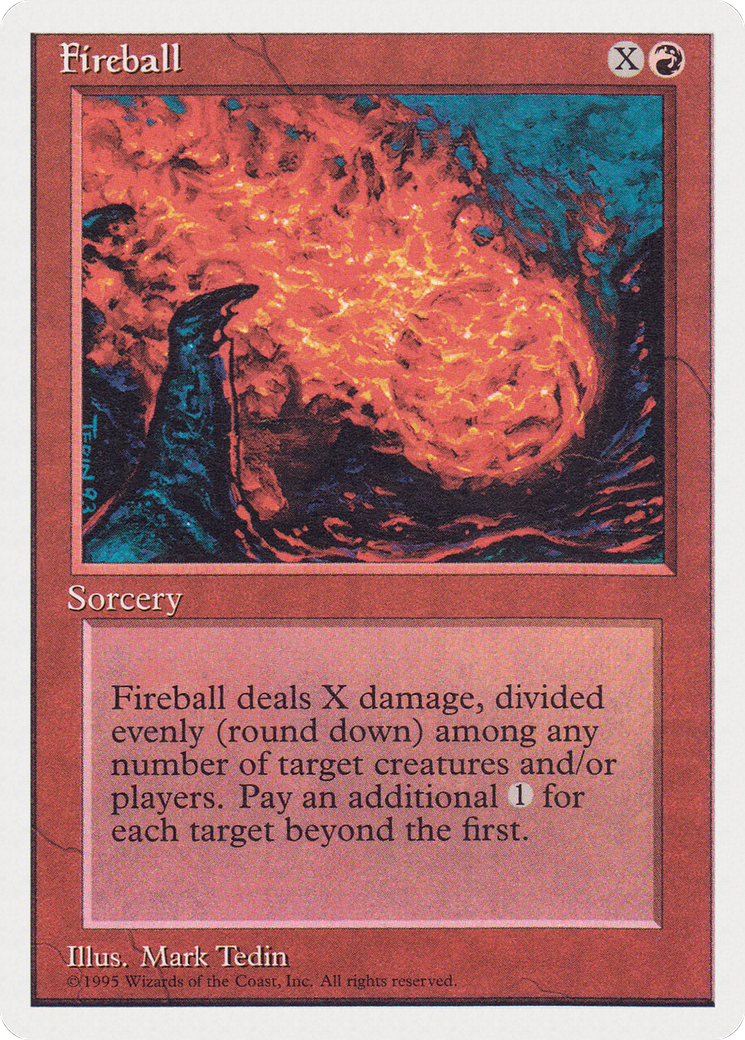 Fireball X
TEDIN 93
Sorcery
Fireball deals X damage, divided
evenly (round down) among any
number of target creatures and/or
players. Pay an additional 1 for
each target beyond the first.
Illus. Mark Tedin
©1995 Wizards of the Coast, Inc. All rights reserved.